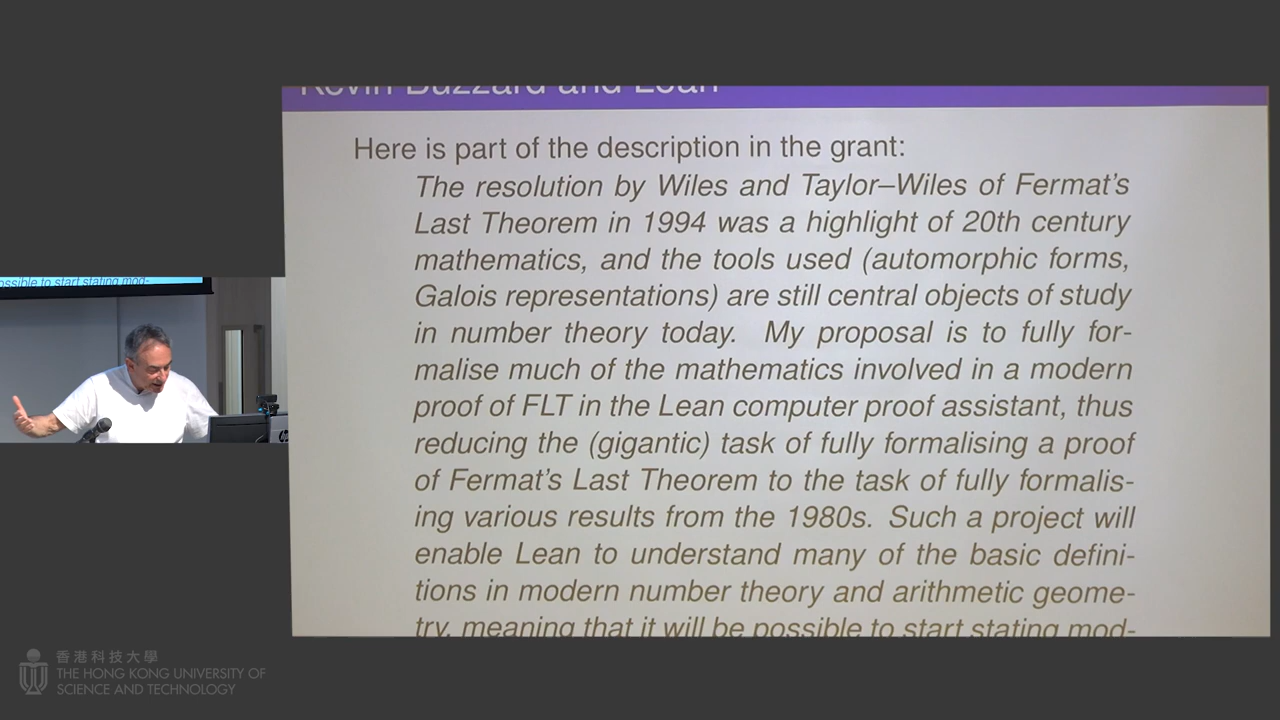 Kevin Buzzard and Lean
Here is part of the description in the grant:
The resolution by Wiles and Taylor–Wiles of Fermat's
Last Theorem in 1994 was a highlight of 20th century
mathematics, and the tools used (automorphic forms,
Galois representations) are still central objects of study
in number theory today. My proposal is to fully for-
malise much of the mathematics involved in a modern
proof of FLT in the Lean computer proof assistant, thus
reducing the (gigantic) task of fully formalising a proof
of Fermat's Last Theorem to the task of fully formalis-
ing various results from the 1980s. Such a project will
enable Lean to understand many of the basic defini-
tions in modern number theory and arithmetic geome-
try, meaning that it will be possible to start stating mod-
ossible to start stating mod-
香港科技大學
THE HONG KONG UNIVERSITY OF
SCIENCE AND TECHNOLOGY